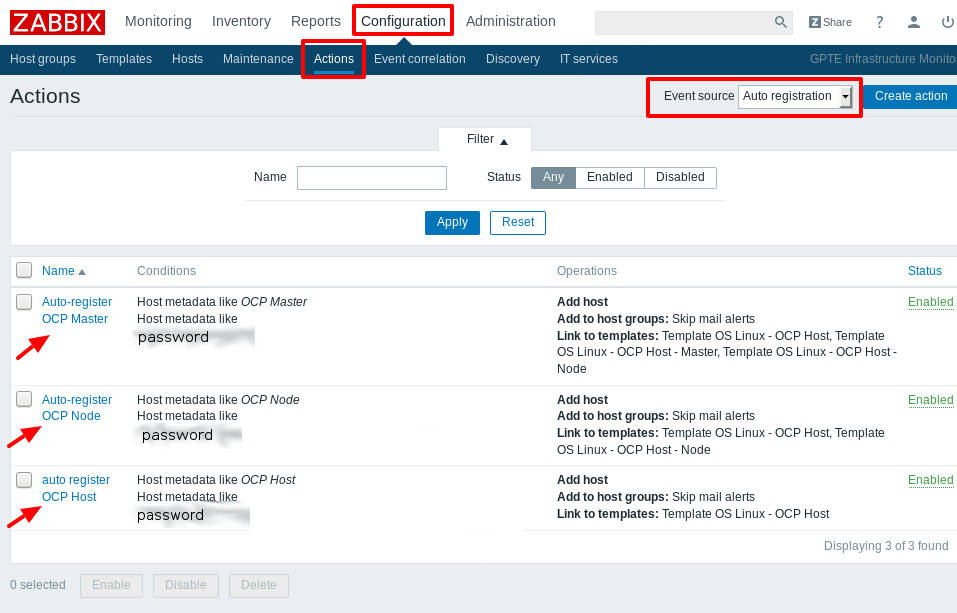 ZABBIX Monitoring Inventory Reports Configuration Administration Z Share ?
Host groups Templates Hosts Maintenance Actions Event correlation Discovery IT services GPTE Infrastructure Monito
Actions Event source Auto registration Create action
Filter
Name Status Any Enabled Disabled
Apply Reset
Name Conditions Operations Status
Auto-register Host metadata like OCP Master Add host Enabled
OCP Master Host metadata like Add to host groups: Skip mail alerts
password Link to templates: Template OS Linux - OCP Host, Template
OS Linux - OCP Host - Master, Template OS Linux - OCP Host -
Node
Auto-register Host metadata like OCP Node Add host Enabled
OCP Node Host metadata like Add to host groups: Skip mail alerts
password Link to templates: Template OS Linux - OCP Host, Template
OS Linux - OCP Host - Node
auto register Host metadata like OCP Host Add host Enabled
OCP Host Host metadata like Add to host groups: Skip mail alerts
password Link to templates: Template OS Linux - OCP Host
Displaying 3 of 3 found
0 selected Enable Disable Delete